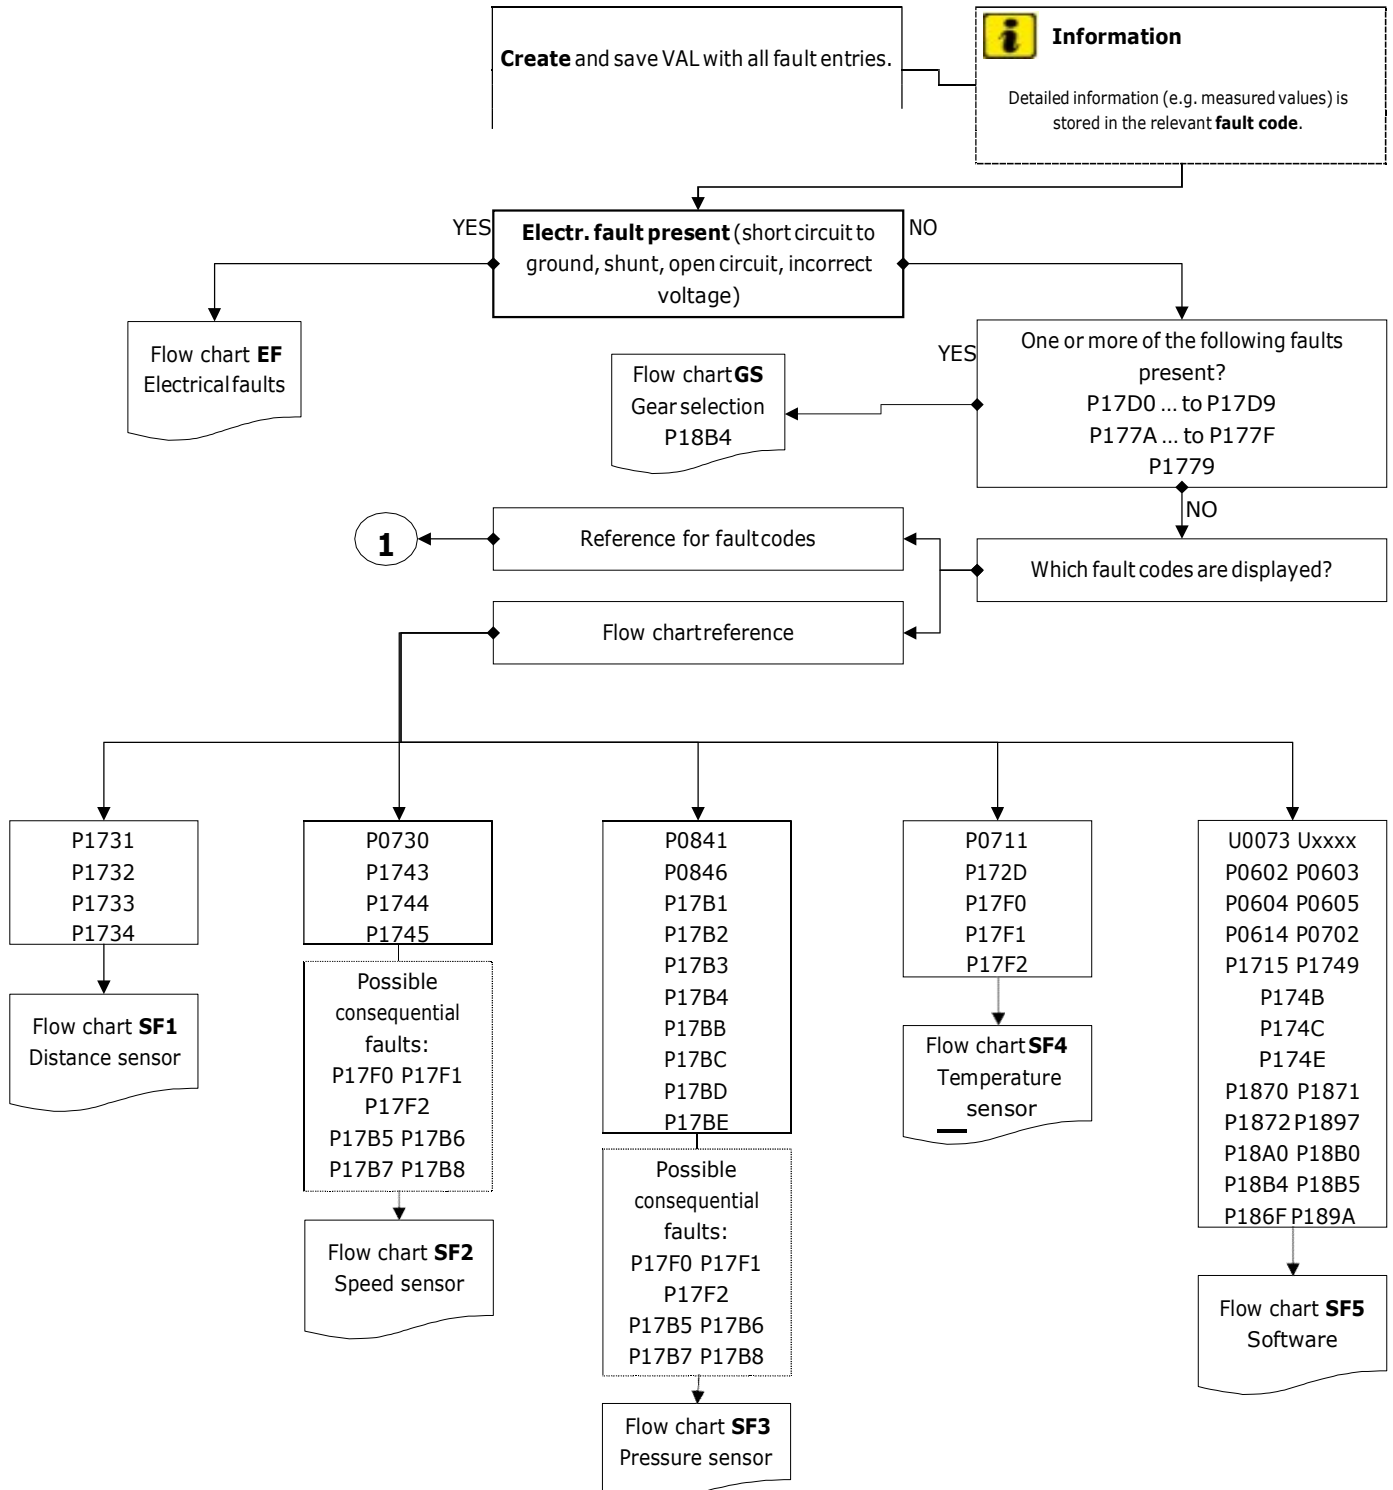 Create and save VAL with all fault entries.
Information
Detailed information (e.g. measured values) is
stored in the relevant fault code.
YES
Electr. fault present (short circuit to
ground, shunt, open circuit, incorrect
voltage)
NO
Flow chart EF
Electrical faults
YES
One or more of the following faults
present?
P17D0 ... to P17D9
P177A ... to P177F
P1779
Flow chart GS
Gear selection
P18B4
NO
1
Reference for fault codes
Which fault codes are displayed?
Flow chart reference
P1731
P1732
P1733
P1734
Flow chart SF1
Distance sensor
P0730
P1743
P1744
P1745
Possible
consequential
faults:
P17F0 P17F1
P17F2
P17B5 P17B6
P17B7 P17B8
Flow chart SF2
Speed sensor
P0841
P0846
P17B1
P17B2
P17B3
P17B4
P17BB
P17BC
P17BD
P17BE
Possible
consequential
faults:
P17F0 P17F1
P17F2
P17B5 P17B6
P17B7 P17B8
Flow chart SF3
Pressure sensor
P0711
P172D
P17F0
P17F1
P17F2
Flow chart SF4
Temperature
sensor
U0073 Uxxxx
P0602 P0603
P0604 P0605
P0614 P0702
P1715 P1749
P174B
P174C
P174E
P1870 P1871
P1872 P1897
P18A0 P18B0
P18B4 P18B5
P186F P189A
Flow chart SF5
Software